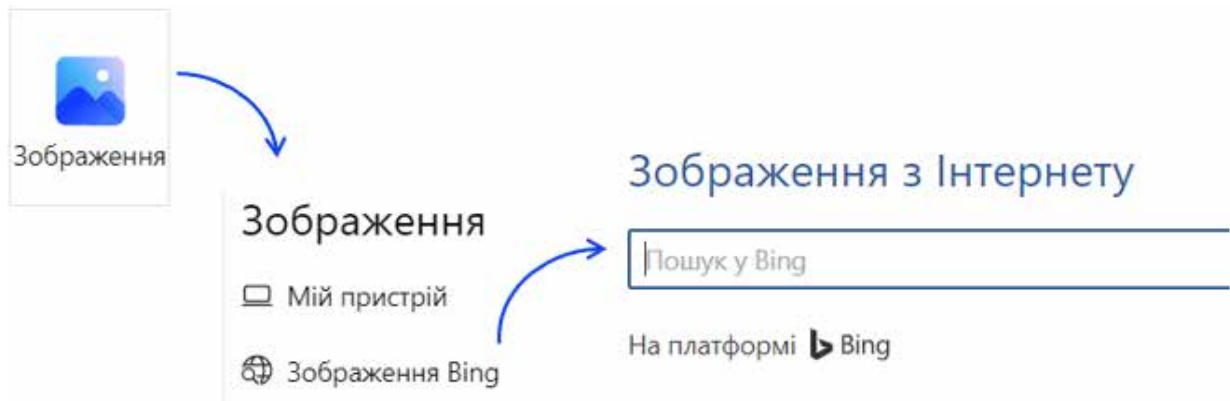 Зображення
Зображення
Мій пристрій
Зображення Bing
Зображення з Інтернету
Пошук у Bing
На платформі Bing